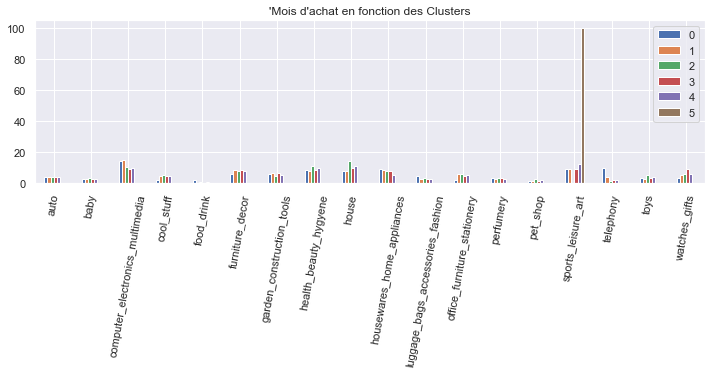 'Mois d'achat en fonction des Clusters
100
80
60
40
20
0
0
1
2
3
4
5
auto
baby
computer_electronics_multimedia
cool_stuff
food_drink
furniture_decor
garden_construction_tools
health_beauty_hygyene
house
housewares_home_appliances
luggage_bags_accessories_fashion
office_furniture_stationery
perfumery
pet_shop
sports_leisure_art
telephony
toys
watches_gifts